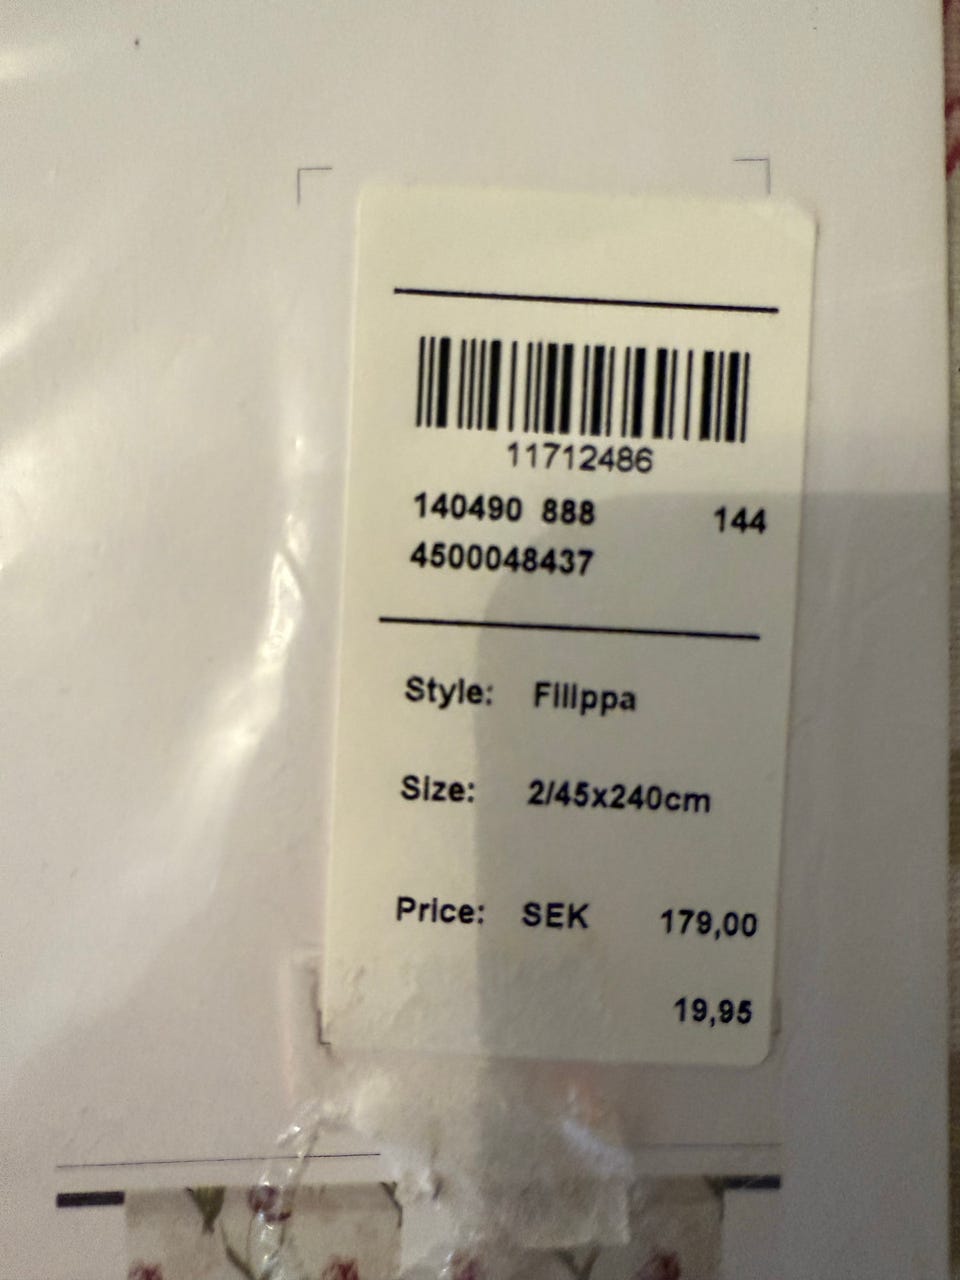 11712486
140490 888 144
4500048437
Style: Filippa
Size: 2/45x240cm
Price: SEK 179,00
19,95